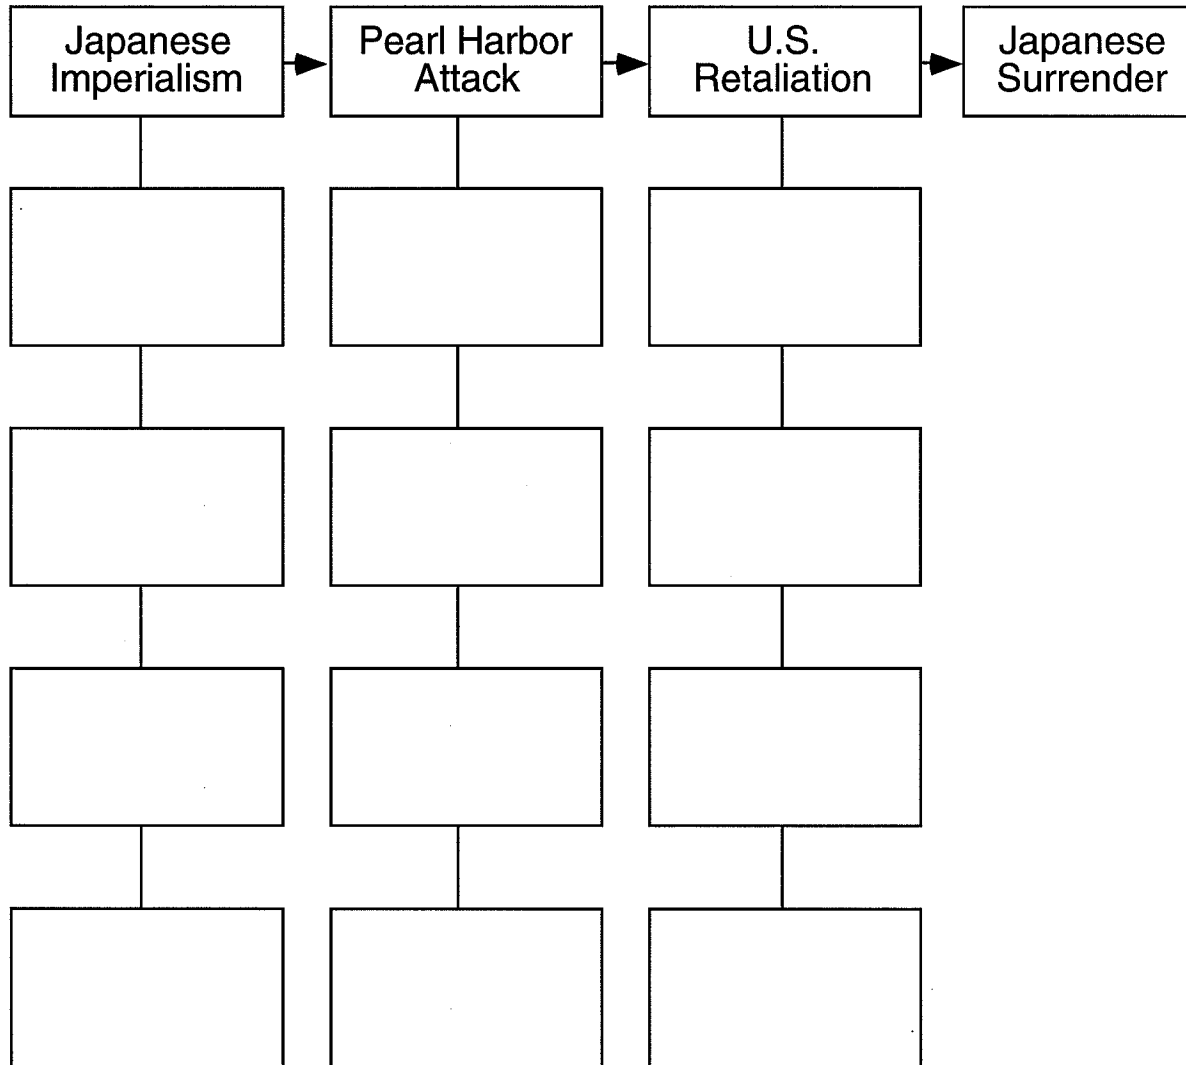 Japanese
Imperialism
Pearl Harbor
Attack
U.S.
Retaliation
Japanese
Surrender